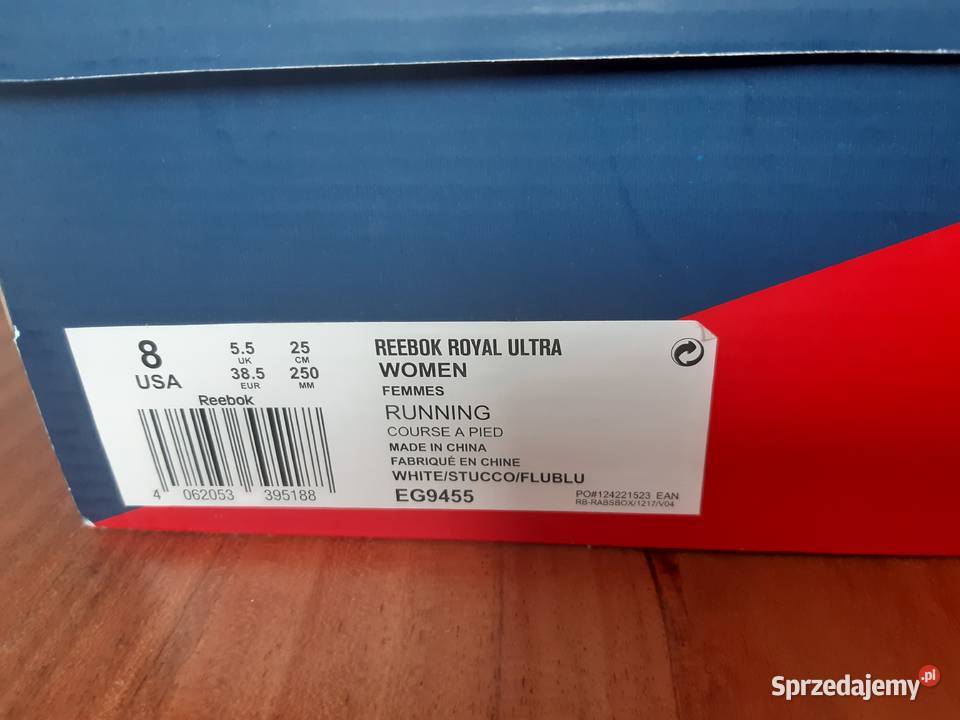 8
USA
5.5
UK
38.5
EUR
25
CM
250
MM
Reebok
4 062053 395188
REEBOK ROYAL ULTRA
WOMEN
FEMMES
RUNNING
COURSE A PIED
MADE IN CHINA
FABRIQUÉ EN CHINE
WHITE/STUCCO/FLUBLU
EG9455
PO#124221523 EAN
RB-RABSBOX/1217/V04
Sprzedajemy.pl